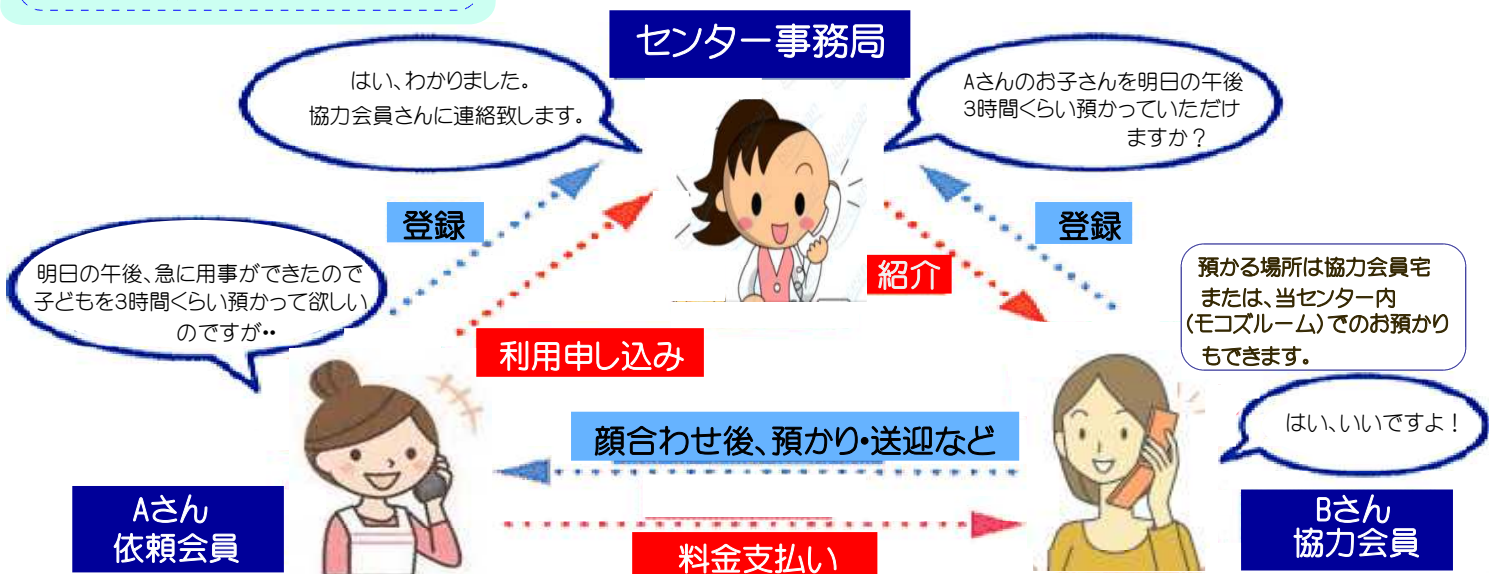 センター事務局
はい、わかりました。
協力会員さんに連絡致します。
Aさんのお子さんを明日の午後
3時間くらい預かっていただけ
ますか？
登録
登録
明日の午後、急に用事ができたので
子どもを3時間くらい預かって欲しい
のですが・・
紹介
預かる場所は協力会員宅
または、当センター内
(モコズルーム)でのお預かり
もできます。
利用申し込み
はい、いいですよ！
顔合わせ後、預かり・送迎など
Aさん
依頼会員
Bさん
協力会員
料金支払い